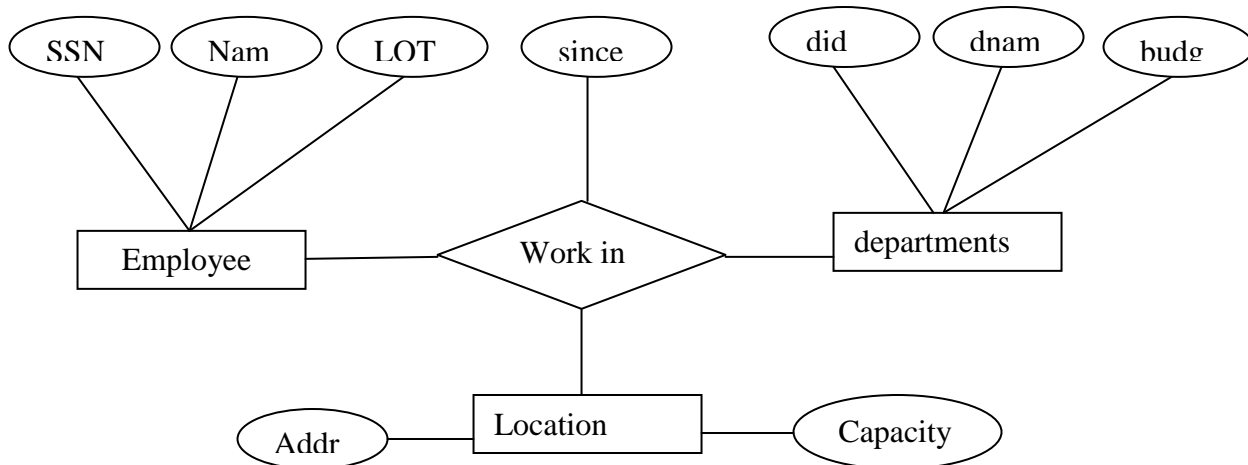 SSN
Nam
LOT
since
did
dnam
budg
Employee
Work in
departments
Addr
Location
Capacity